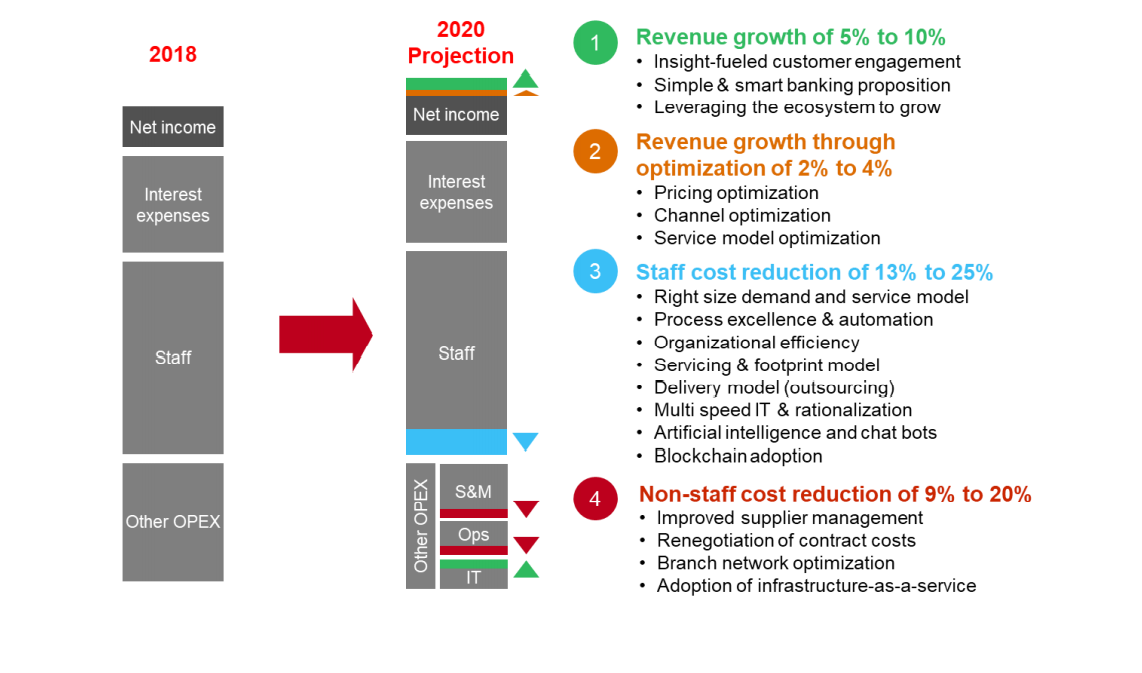 2018
Net income
Interest
expenses
Staff
Other OPEX
2020
Projection
Net income
Interest
expenses
Staff
Other OPEX
S&M
Ops
IT
1
Revenue growth of 5% to 10%
• Insight-fueled customer engagement
• Simple & smart banking proposition
• Leveraging the ecosystem to grow
2
Revenue growth through
optimization of 2% to 4%
• Pricing optimization
• Channel optimization
• Service model optimization
3
Staff cost reduction of 13% to 25%
• Right size demand and service model
• Process excellence & automation
• Organizational efficiency
• Servicing & footprint model
• Delivery model (outsourcing)
• Multi speed IT & rationalization
• Artificial intelligence and chat bots
• Blockchain adoption
4
Non-staff cost reduction of 9% to 20%
• Improved supplier management
• Renegotiation of contract costs
• Branch network optimization
• Adoption of infrastructure-as-a-service